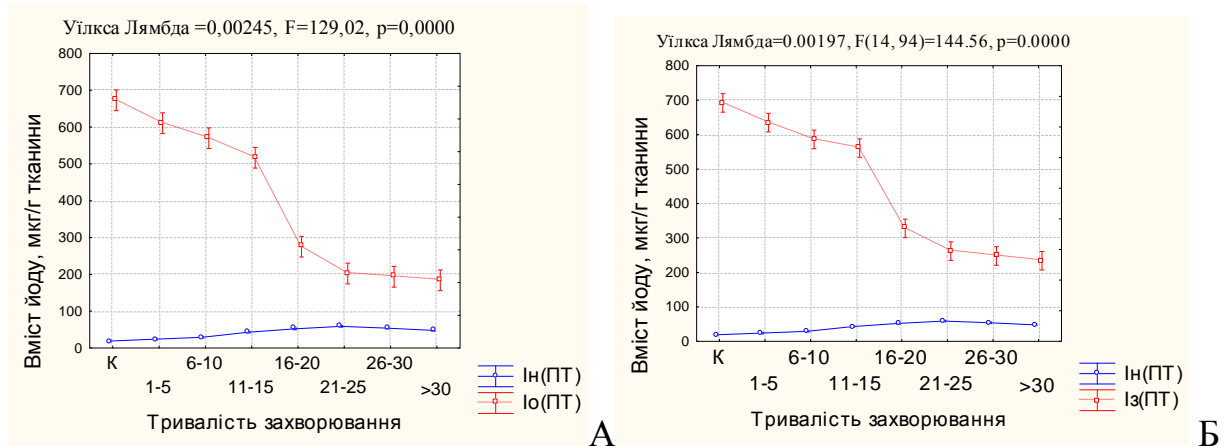 Уїлкса Лямбда =0,00245, F=129,02, p=0,0000
800
700
600
500
400
300
200
100
0
Вміст йоду, мкг/г тканини
К
6-10
16-20
26-30
1-5
11-15
21-25
>30
Тривалість захворювання
Ін(ПТ)
Іо(ПТ)
А
Уїлкса Лямбда=0.00197, F(14, 94)=144.56, p=0.0000
800
700
600
500
400
300
200
100
0
Вміст йоду, мкг/г тканини
К
6-10
16-20
26-30
1-5
11-15
21-25
>30
Тривалість захворювання
Ін(ПТ)
Із(ПТ)
Б